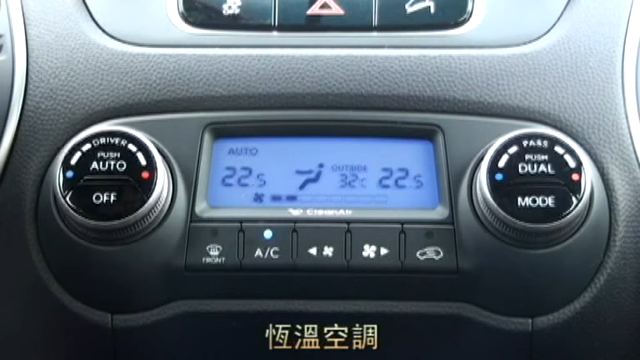 DRIVER
PUSH
AUTO
OFF
AUTO
22.5
OUTSIDE
32°C
22.5
CleanAir
PASS
PUSH
DUAL
MODE
FRONT
A/C
恆溫空調